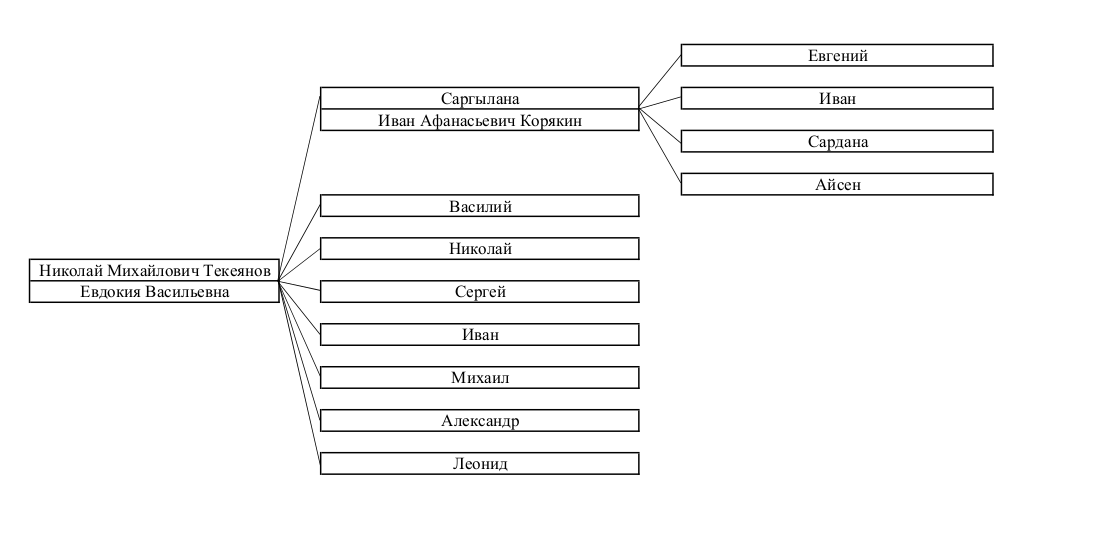 Николай Михайлович Текеянов
Евдокия Васильевна
Саргылана
Иван Афанасьевич Корякин
Василий
Николай
Сергей
Иван
Михаил
Александр
Леонид
Евгений
Иван
Сардана
Айсен